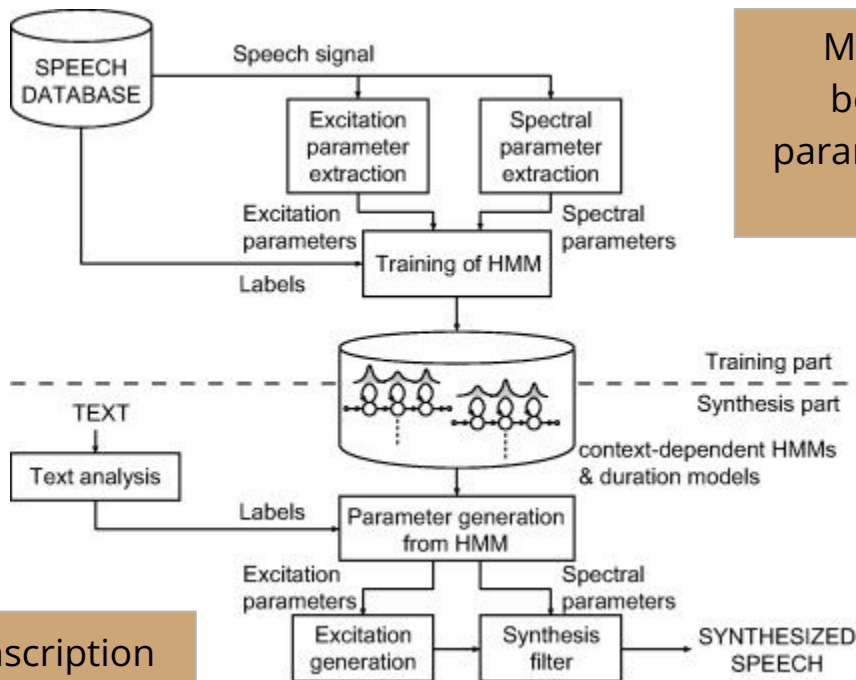 SPEECH
DATABASE
Speech signal
Excitation
parameter
extraction
Spectral
parameter
extraction
Excitation
parameters
Spectral
parameters
Training of HMM
Labels
Training part
Synthesis part
TEXT
Text analysis
context-dependent HMMs
& duration models
Labels
Parameter generation
from HMM
Excitation
parameters
Spectral
parameters
Excitation
generation
Synthesis
filter
SYNTHESIZED
SPEECH